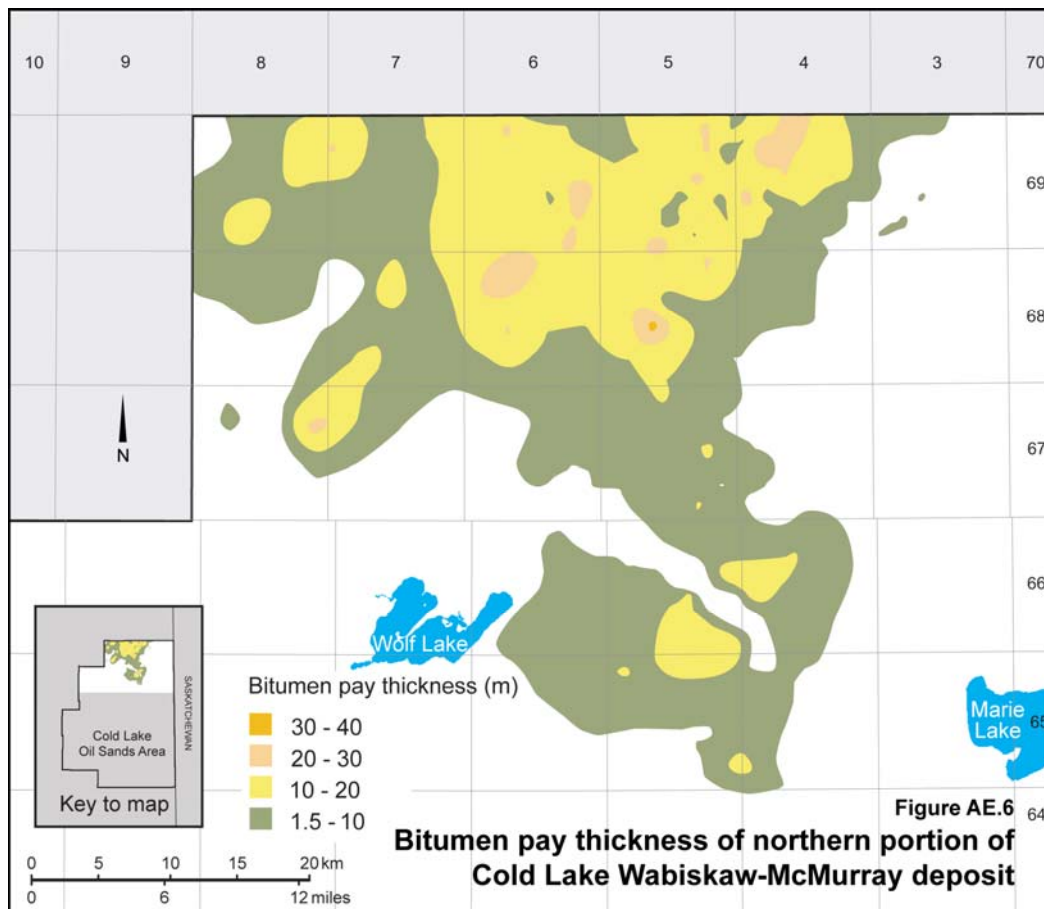 10 9 8 7 6 5 4 3 70
69
68
N
67
66
Wolf Lake
SASKATCHEWAN
Bitumen pay thickness (m)
30 - 40
20 - 30
10 - 20
1.5 - 10
Cold Lake
Oil Sands Area
Key to map
Marie
Lake
65
64
Figure AE.6
Bitumen pay thickness of northern portion of
Cold Lake Wabiskaw-McMurray deposit
0 5 10 15 20 km
0 6 12 miles